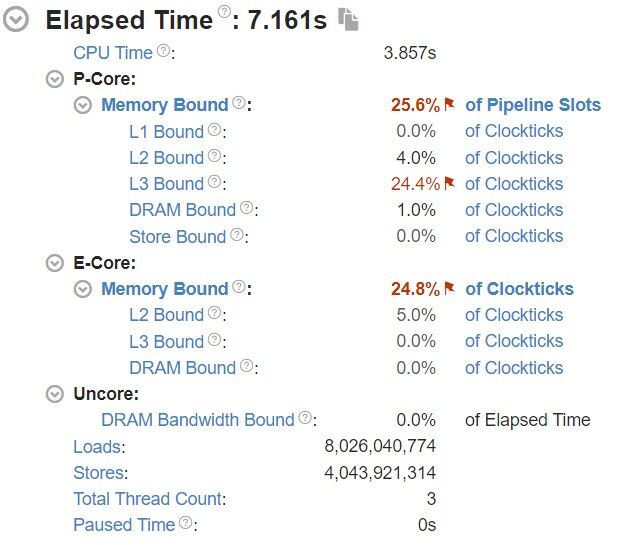 Elapsed Time ?: 7.161s
CPU Time ?: 3.857s
P-Core:
Memory Bound ?: 25.6% of Pipeline Slots
L1 Bound ?: 0.0% of Clockticks
L2 Bound ?: 4.0% of Clockticks
L3 Bound ?: 24.4% of Clockticks
DRAM Bound ?: 1.0% of Clockticks
Store Bound ?: 0.0% of Clockticks
E-Core:
Memory Bound ?: 24.8% of Clockticks
L2 Bound ?: 5.0% of Clockticks
L3 Bound ?: 0.0% of Clockticks
DRAM Bound ?: 0.0% of Clockticks
Uncore:
DRAM Bandwidth Bound ?: 0.0% of Elapsed Time
Loads: 8,026,040,774
Stores: 4,043,921,314
Total Thread Count: 3
Paused Time ?: 0s